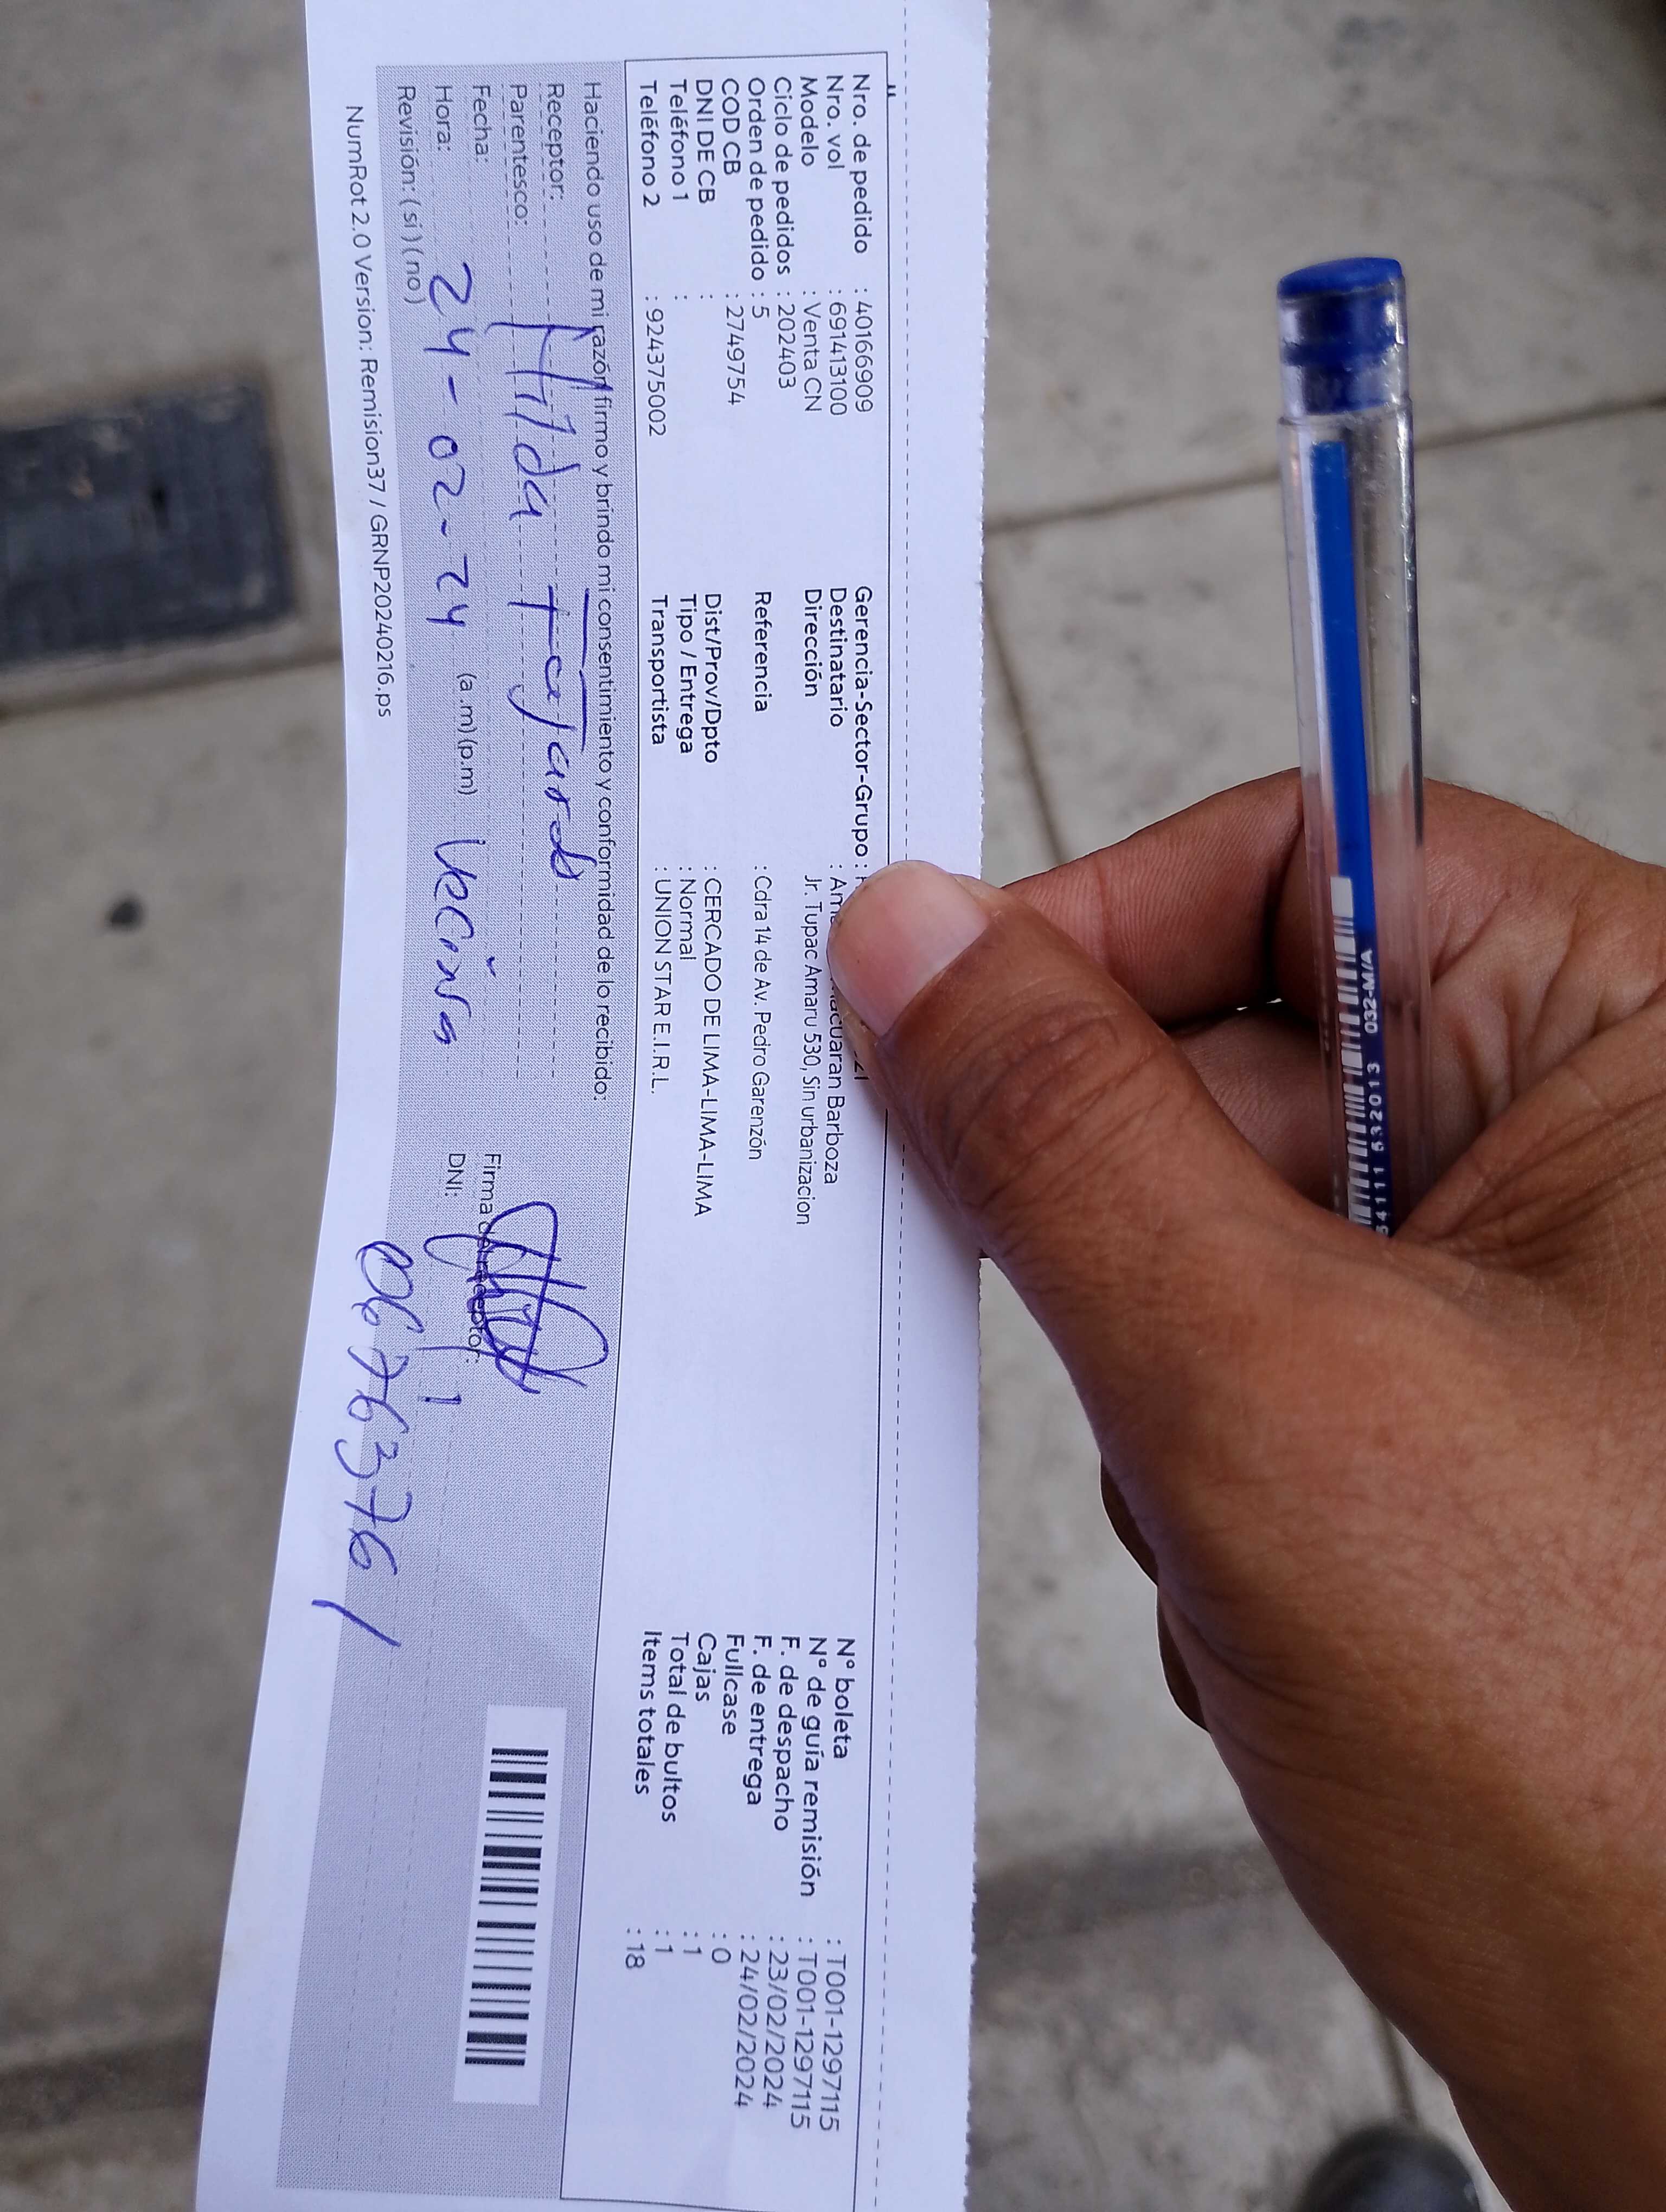 Nro. de pedido : 40166909
Nro. vol : 691413100
Modelo : Venta CN
Ciclo de pedidos : 202403
Orden de pedido : 5
COD CB : 2749754
DNI DE CB :
Teléfono 1 :
Teléfono 2 : 924375002
Gerencia-Sector-Grupo :
Destinatario : Barboza
Dirección Jr. Tupac Amaru 530, Sin urbanizacion
Referencia : Cdra 14 de Av. Pedro Garenzón
Dist/Prov/Dpto : CERCADO DE LIMA-LIMA-LIMA
Tipo / Entrega : Normal
Transportista : UNION STAR E.I.R.L.
N° boleta : T001-1297115
N° de guía remisión : T001-1297115
F. de despacho : 23/02/2024
F. de entrega : 24/02/2024
Fullcase : 0
Cajas : 1
Total de bultos : 1
Items totales : 18
Haciendo uso de mi razón firmo y brindo mi consentimiento y conformidad de lo recibido:
Receptor: Hilda Fajardo
Parentesco:
Fecha: 24-02-24
Hora: (a.m) (p.m) Vecina
Revisión: (si) (no)
Firma del receptor:
DNI: 06676376
NumRot 2.0 Version: Remision37 / GRNP20240216.ps
032-M/A